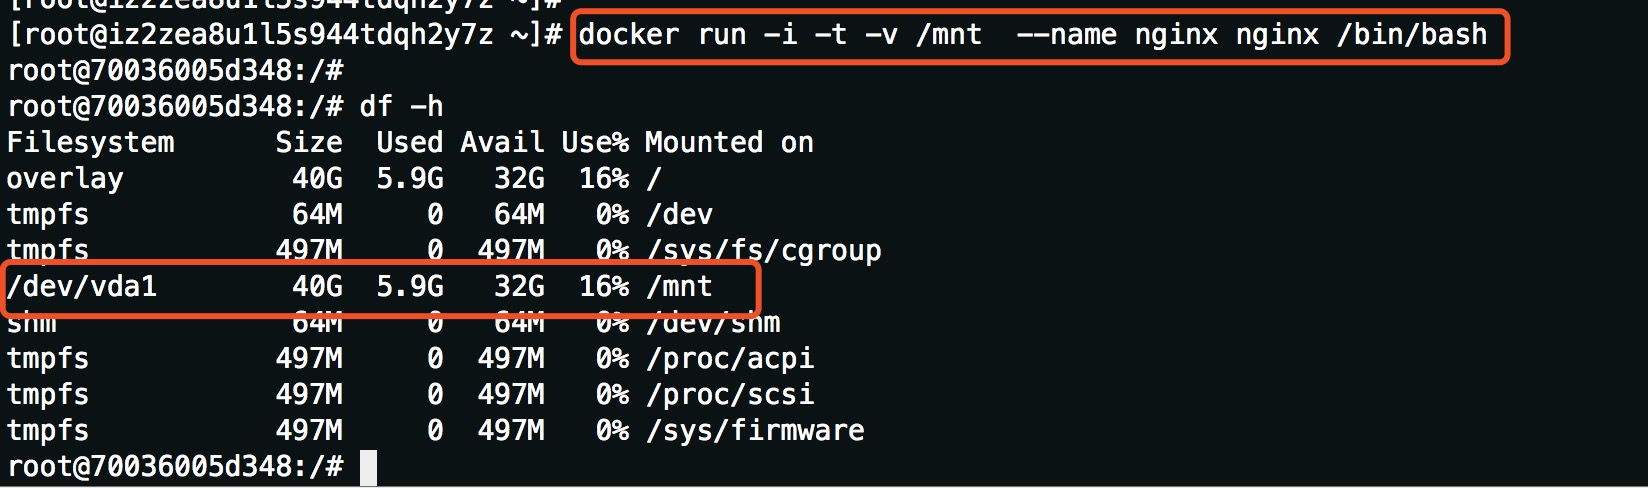 [root@iz2zea8u1l5s944tdqh2y7z ~]#
[root@iz2zea8u1l5s944tdqh2y7z ~]# docker run -i -t -v /mnt  --name nginx nginx /bin/bash
root@70036005d348:/#
root@70036005d348:/# df -h
Filesystem      Size  Used Avail Use% Mounted on
overlay          40G  5.9G   32G  16% /
tmpfs            64M     0   64M   0% /dev
tmpfs           497M     0  497M   0% /sys/fs/cgroup
/dev/vda1        40G  5.9G   32G  16% /mnt
shm              64M     0   64M   0% /dev/shm
tmpfs           497M     0  497M   0% /proc/acpi
tmpfs           497M     0  497M   0% /proc/scsi
tmpfs           497M     0  497M   0% /sys/firmware
root@70036005d348:/#